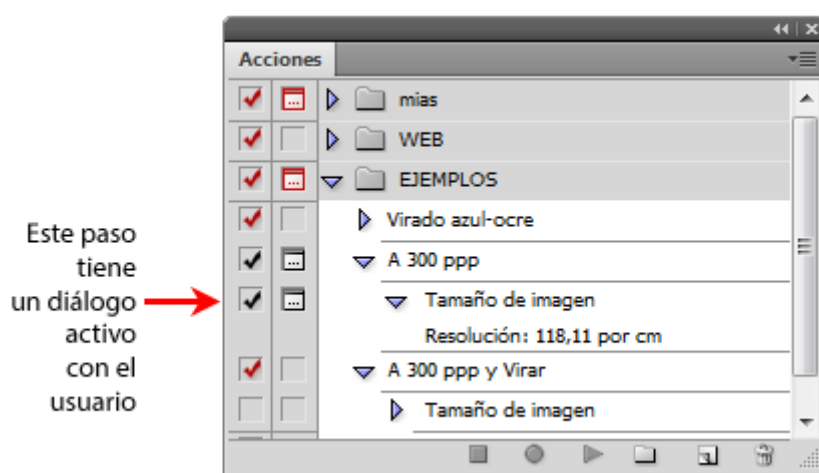 Acciones
mias
WEB
EJEMPLOS
Virado azul-ocre
A 300 ppp
Tamaño de imagen
Resolución: 118,11 por cm
A 300 ppp y Virar
Tamaño de imagen
Este paso
tiene
un diálogo
activo
con el
usuario